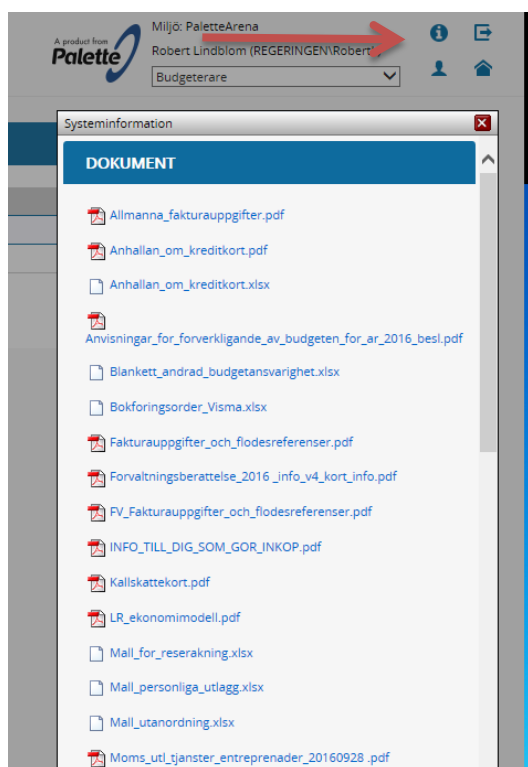 A product from
Palette
Miljö: PaletteArena
Robert Lindblom (REGERINGEN\Robert
Budgeterare
Systeminformation
DOKUMENT
Allmanna_fakturauppgifter.pdf
Anhallan_om_kreditkort.pdf
Anhallan_om_kreditkort.xlsx
Anvisningar_for_forverkligande_av_budgeten_for_ar_2016_besl.pdf
Blankett_andrad_budgetansvarighet.xlsx
Bokforingsorder_Visma.xlsx
Fakturauppgifter_och_flodesreferenser.pdf
Forvaltningsberattelse_2016 _info_v4_kort_info.pdf
FV_Fakturauppgifter_och_flodesreferenser.pdf
INFO_TILL_DIG_SOM_GOR_INKOP.pdf
Kallskattekort.pdf
LR_ekonomimodell.pdf
Mall_for_reserakning.xlsx
Mall_personliga_utlagg.xlsx
Mall_utanordning.xlsx
Moms_utl_tjanster_entreprenader_20160928 .pdf